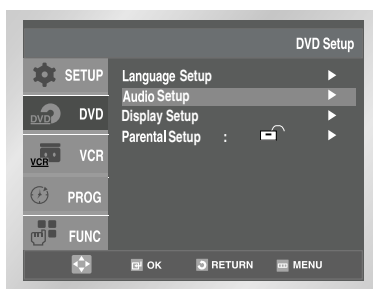 DVD Setup
SETUP
Language Setup
Audio Setup
DVD DVD
Display Setup
Parental Setup :
VCR VCR
PROG
FUNC
OK RETURN MENU